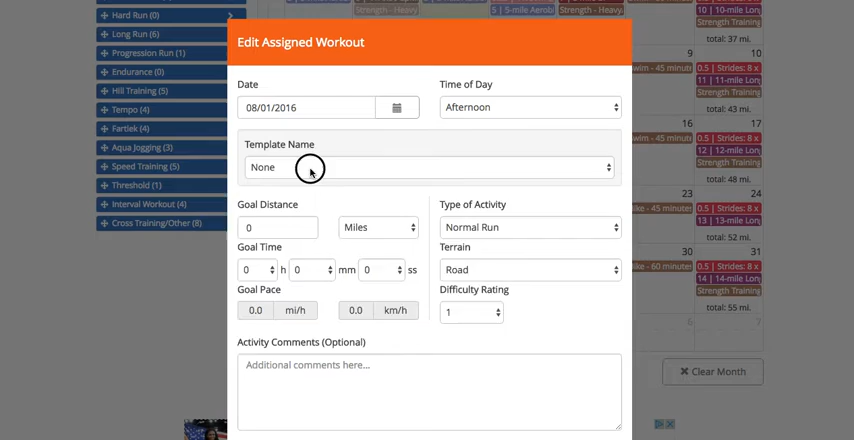 Hard Run (0)
Long Run (6)
Progression Run (1)
Endurance (0)
Hill Training (5)
Tempo (4)
Fartlek (4)
Aqua Jogging (3)
Speed Training (5)
Threshold (1)
Interval Workout (4)
Cross Training/Other (8)
Edit Assigned Workout
Date
Time of Day
08/01/2016
Afternoon
Template Name
None
Goal Distance
Type of Activity
0
Miles
Normal Run
Goal Time
Terrain
0 h 0 mm 0 ss
Road
Goal Pace
Difficulty Rating
0.0 mi/h 0.0 km/h
1
Activity Comments (Optional)
Additional comments here...
Strength - Heavy
Strength - Heavy
10 | 10-mile Lon
S | 5-mile Aerob
Strength Training
total: 37 mi.
9
10
wim - 45 minute
0.5 | Strides: 8 x
11 | 11-mile Lon
Strength Training
total: 43 mi.
16
17
wim - 45 minute
0.5 | Strides: 8 x
12 | 12-mile Lon
Strength Training
total: 48 mi.
23
24
ike - 45 minute
0.5 | Strides: 8 x
13 | 13-mile Lon
total: 52 mi.
30
31
ike - 60 minute
0.5 | Strides: 8 x
14 | 14-mile Lon
Strength Training
total: 55 mi.
6
7
Clear Month